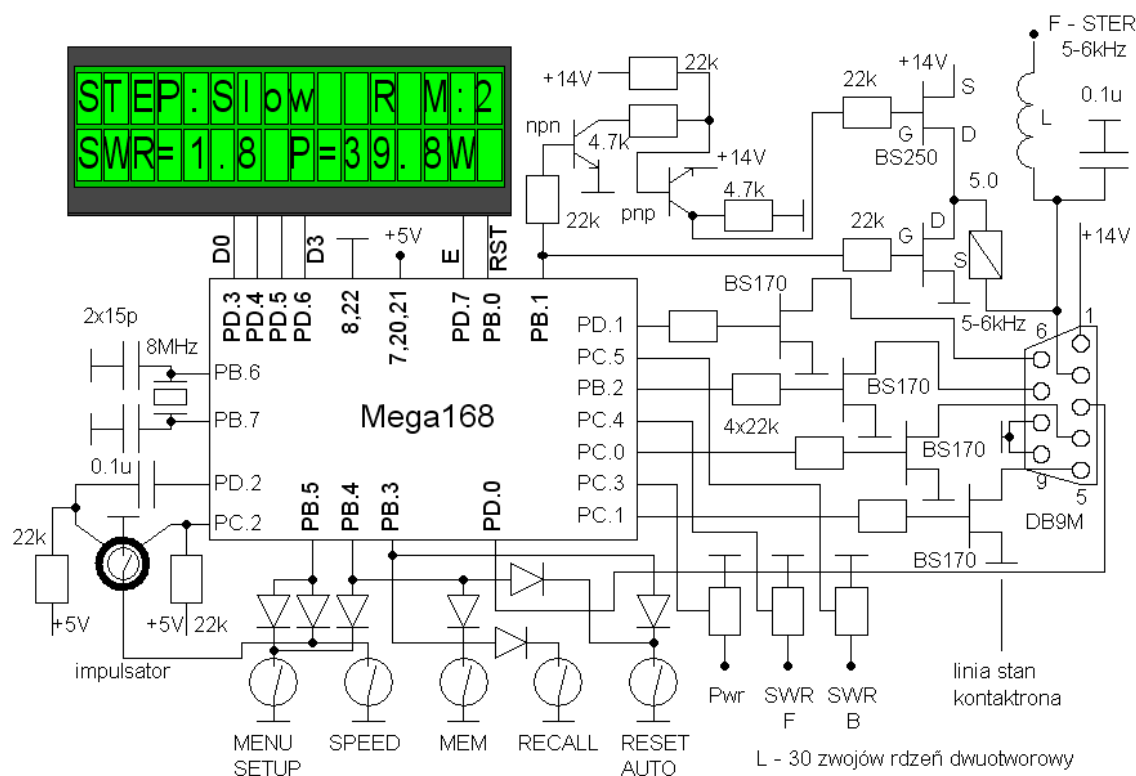 F - STER
5-6kHz
STEP:Slow R M:2
SWR=1.8 P=39.8W
+14V
22k
npn
4.7k
22k
pnp
+14V
4.7k
22k
+14V
S
G
D
BS250
5.0
22k
G
D
S
5-6kHz
L
0.1u
+14V
D0
D3
8,22
+5V
E
RST
PD.3
PD.4
PD.5
PD.6
7,20,21
PD.7
PB.0
PB.1
2x15p
8MHz
PB.6
PB.7
Mega168
PD.1
PC.5
PB.2
PC.4
PC.0
PC.3
PC.1
BS170
BS170
4x22k
BS170
BS170
6
1
9
5
DB9M
0.1u
PD.2
PC.2
PB.5
PB.4
PB.3
PD.0
22k
+5V
+5V
22k
impulsator
MENU
SETUP
SPEED
MEM
RECALL
RESET
AUTO
Pwr
SWR
F
SWR
B
linia stan
kontaktrona
L - 30 zwojów rdzeń dwuotworowy